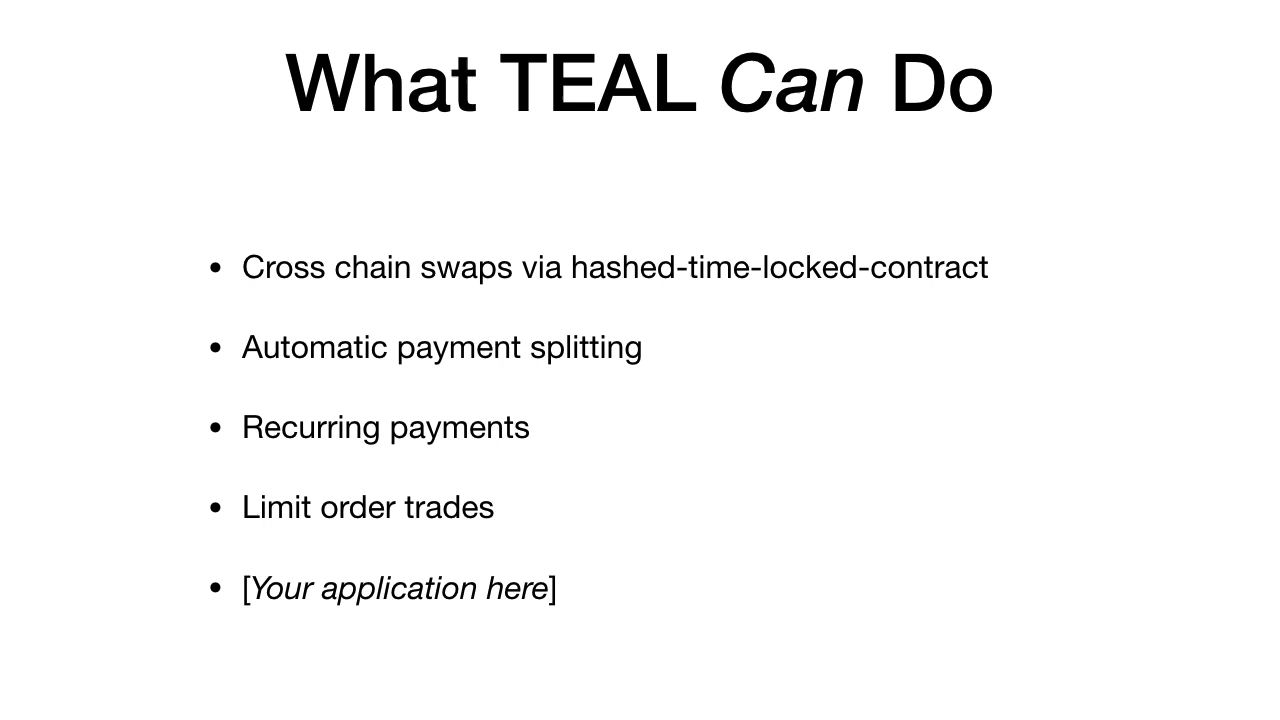 What TEAL Can Do
• Cross chain swaps via hashed-time-locked-contract
• Automatic payment splitting
• Recurring payments
• Limit order trades
• [Your application here]